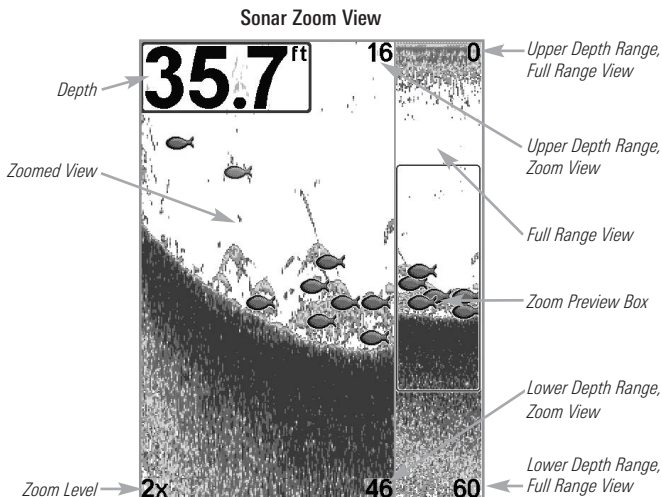 Sonar Zoom View
35.7 ft
16
0
Upper Depth Range,
Full Range View
Depth
Upper Depth Range,
Zoom View
Zoomed View
Full Range View
Zoom Preview Box
Lower Depth Range,
Zoom View
Lower Depth Range,
Full Range View
Zoom Level
2x
46
60